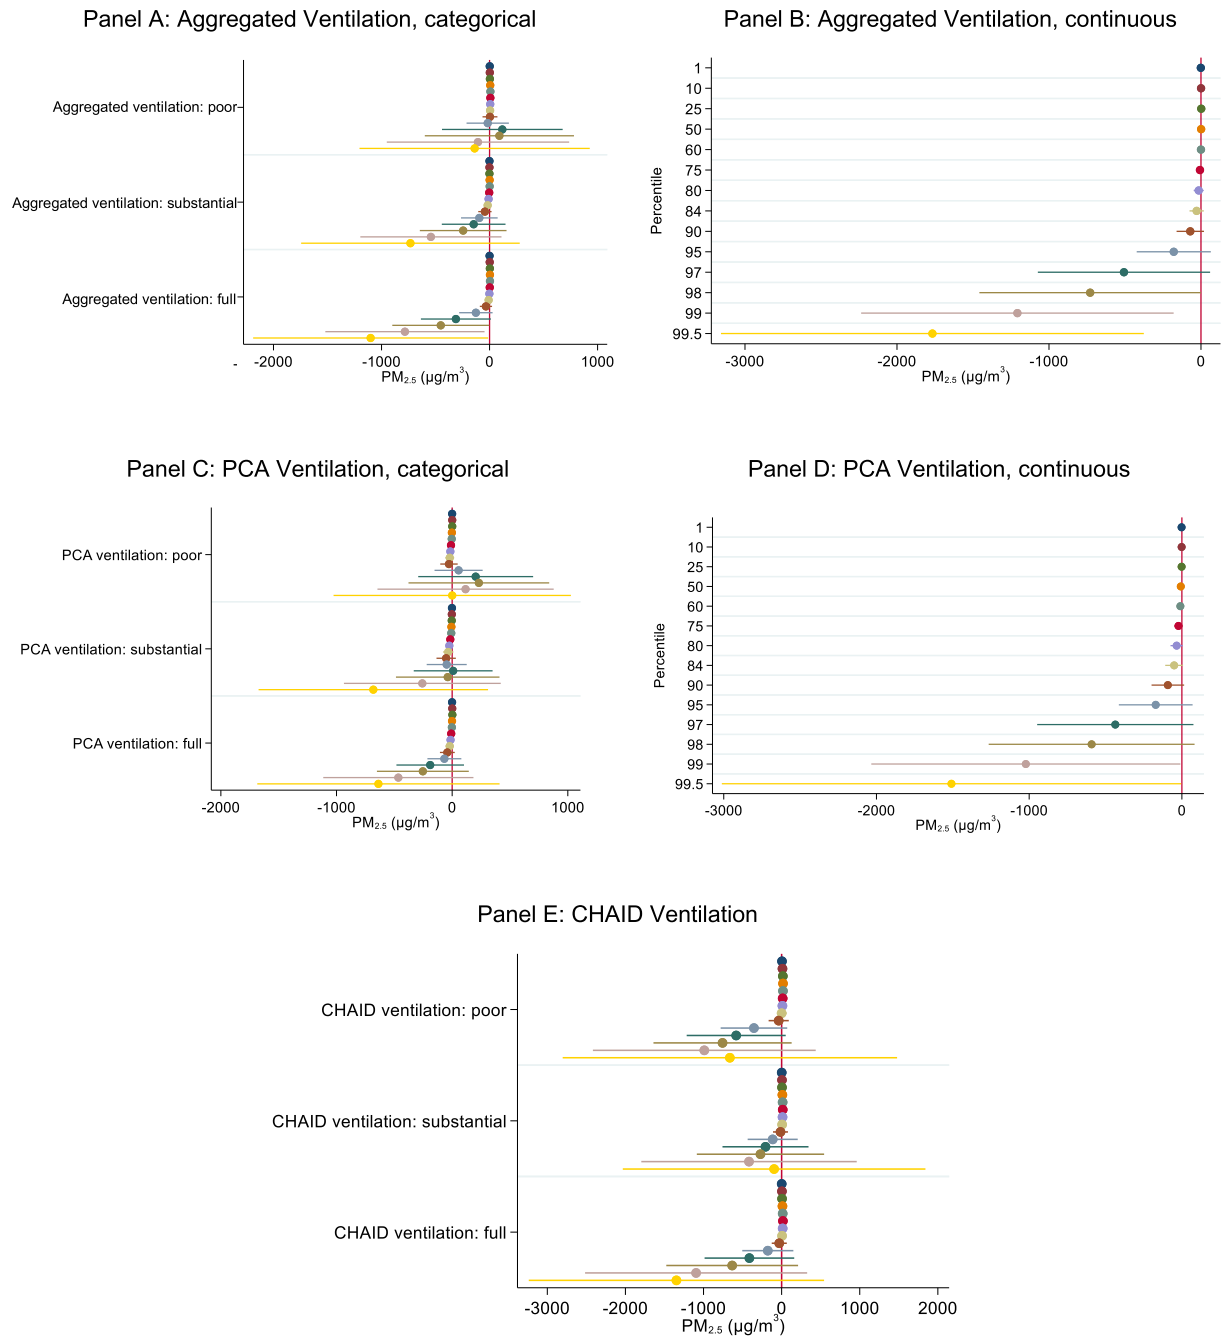 Panel A: Aggregated Ventilation, categorical
Aggregated ventilation: poor
Aggregated ventilation: substantial
Aggregated ventilation: full
- -2000 -1000 0 1000
PM2.5 (µg/m3)
Panel B: Aggregated Ventilation, continuous
Percentile
1
10
25
50
60
75
80
84
90
95
97
98
99
99.5
-3000 -2000 -1000 0
PM2.5 (µg/m3)
Panel C: PCA Ventilation, categorical
PCA ventilation: poor
PCA ventilation: substantial
PCA ventilation: full
-2000 -1000 0 1000
PM2.5 (µg/m3)
Panel D: PCA Ventilation, continuous
Percentile
1
10
25
50
60
75
80
84
90
95
97
98
99
99.5
-3000 -2000 -1000 0
PM2.5 (µg/m3)
Panel E: CHAID Ventilation
CHAID ventilation: poor
CHAID ventilation: substantial
CHAID ventilation: full
-3000 -2000 -1000 0 1000 2000
PM2.5 (µg/m3)